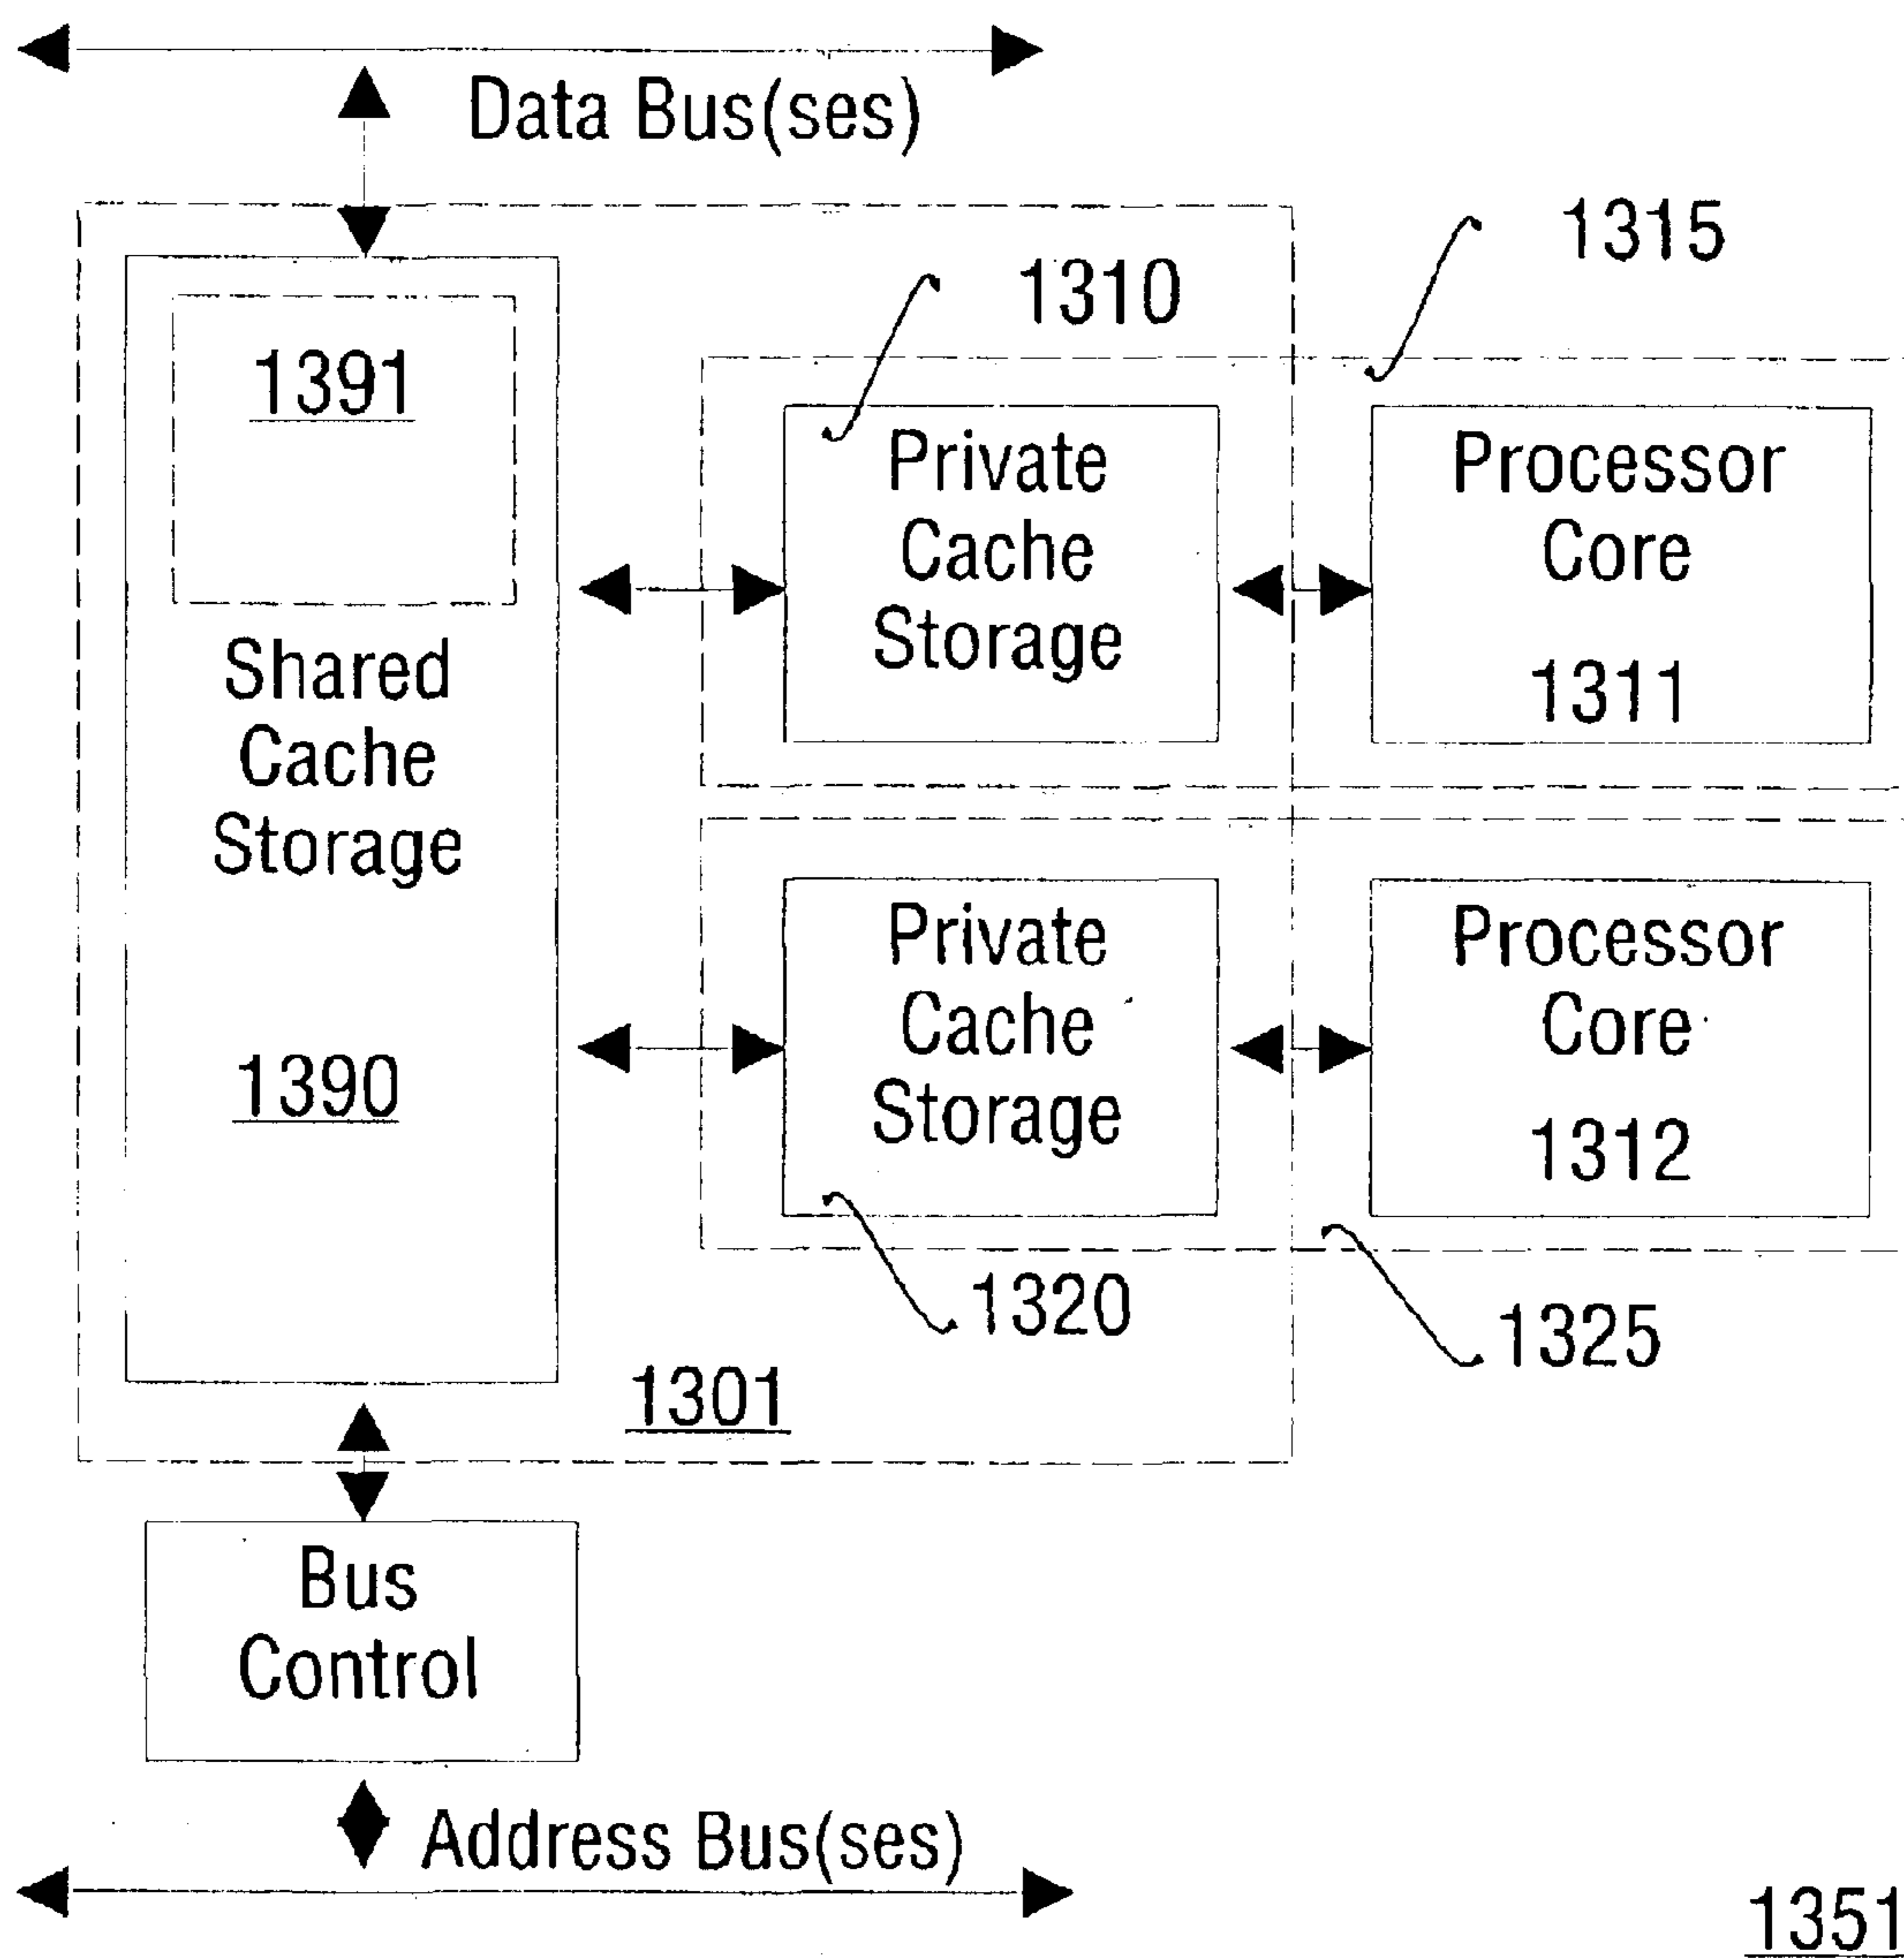 Data Bus(ses)
1315
1310
1391
Shared
Cache
Storage
1390
Private
Cache
Storage
Processor
Core
1311
Private
Cache
Storage
Processor
Core
1312
1320
1325
1301
Bus
Control
Address Bus(ses)
1351